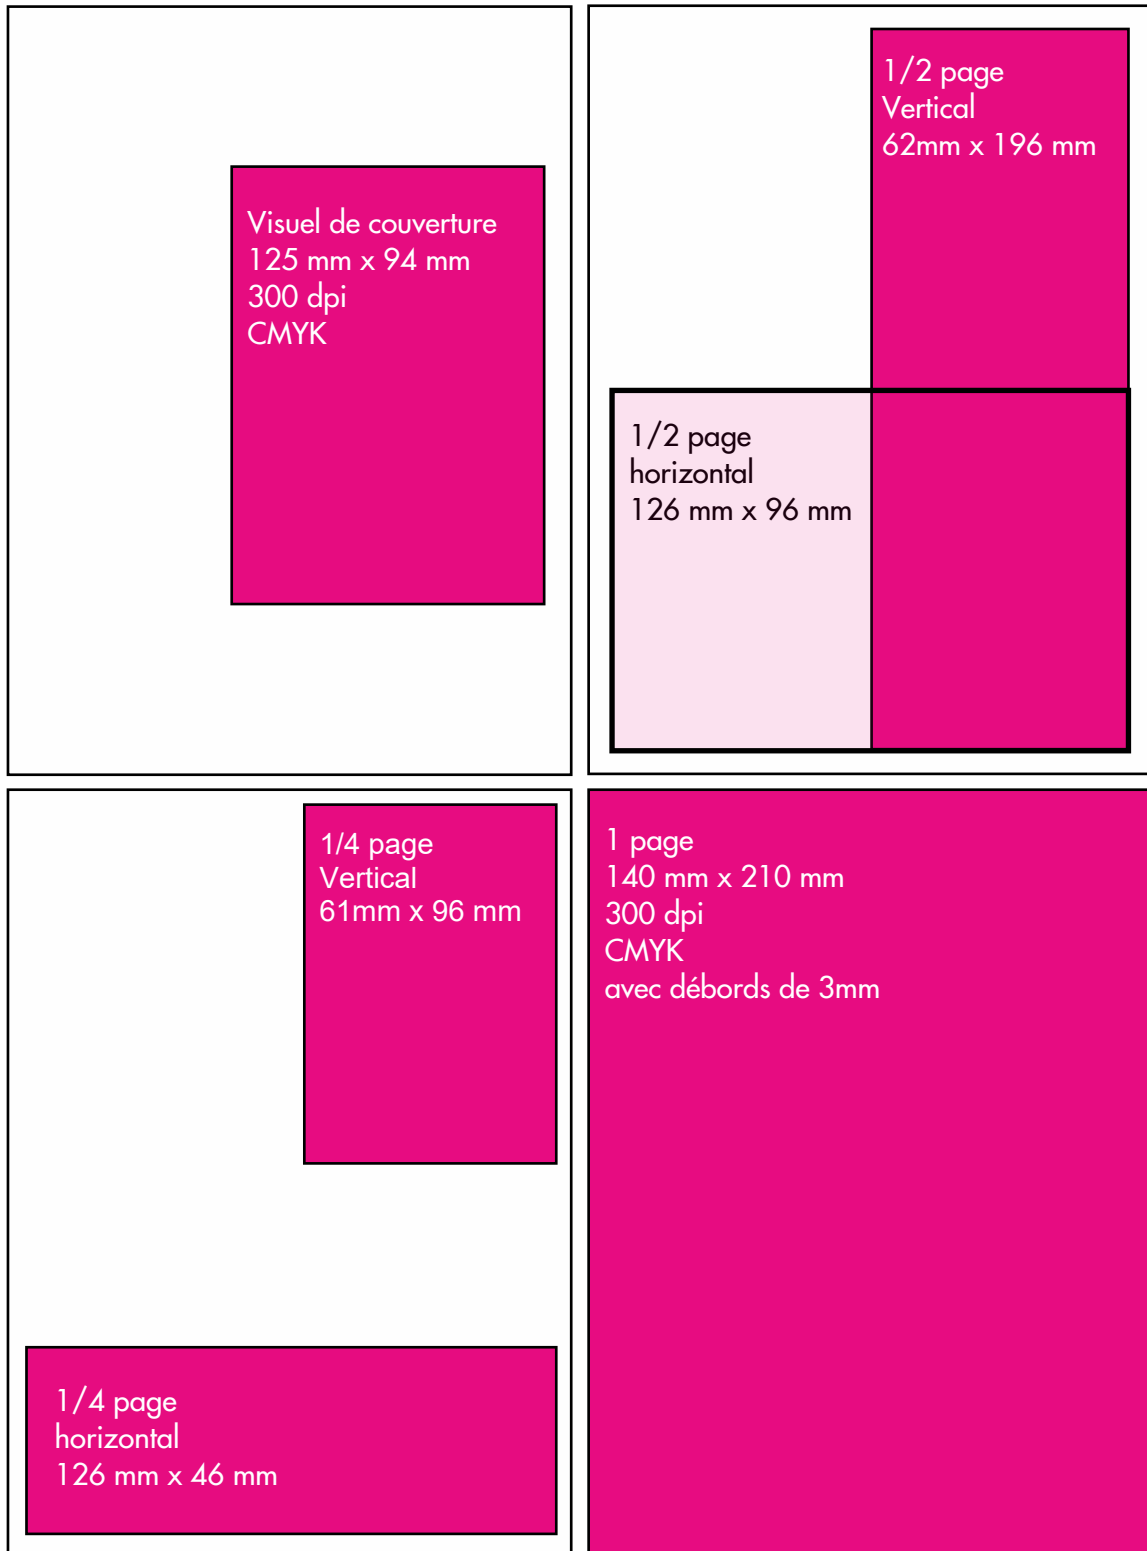 Visuel de couverture
125 mm x 94 mm
300 dpi
CMYK
1/2 page
Vertical
62mm x 196 mm
1/2 page
horizontal
126 mm x 96 mm
1/4 page
Vertical
61mm x 96 mm
1/4 page
horizontal
126 mm x 46 mm
1 page
140 mm x 210 mm
300 dpi
CMYK
avec débords de 3mm